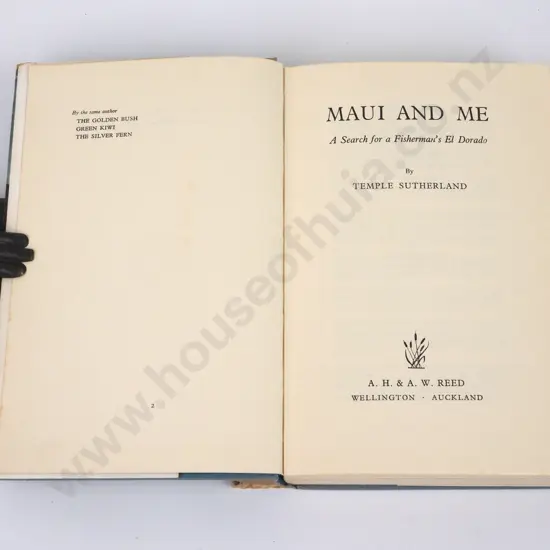 By the same author
THE GOLDEN BUSH
GREEN KIWI
THE SILVER FERN
2
MAUI AND ME
A Search for a Fisherman's El Dorado
By
TEMPLE SUTHERLAND
A. H. & A. W. REED
WELLINGTON · AUCKLAND
www.houseofhuia.co.nz